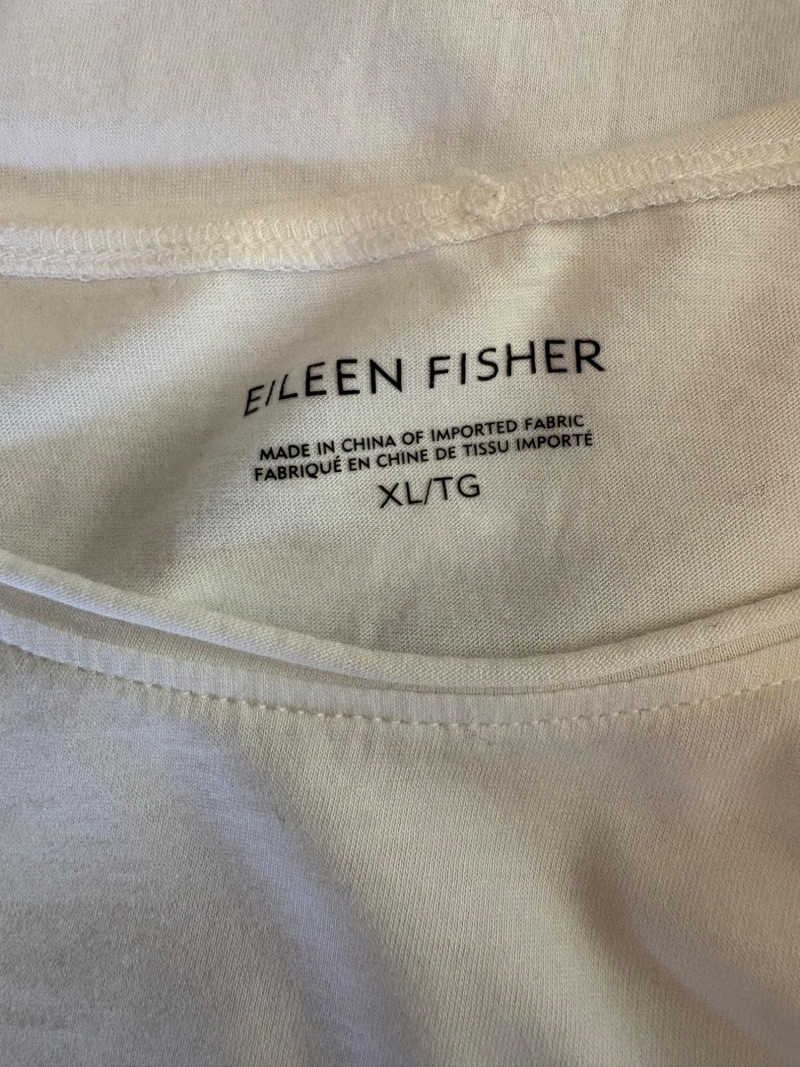 EILEEN FISHER
MADE IN CHINA OF IMPORTED FABRIC
FABRIQUÉ EN CHINE DE TISSU IMPORTÉ
XL/TG